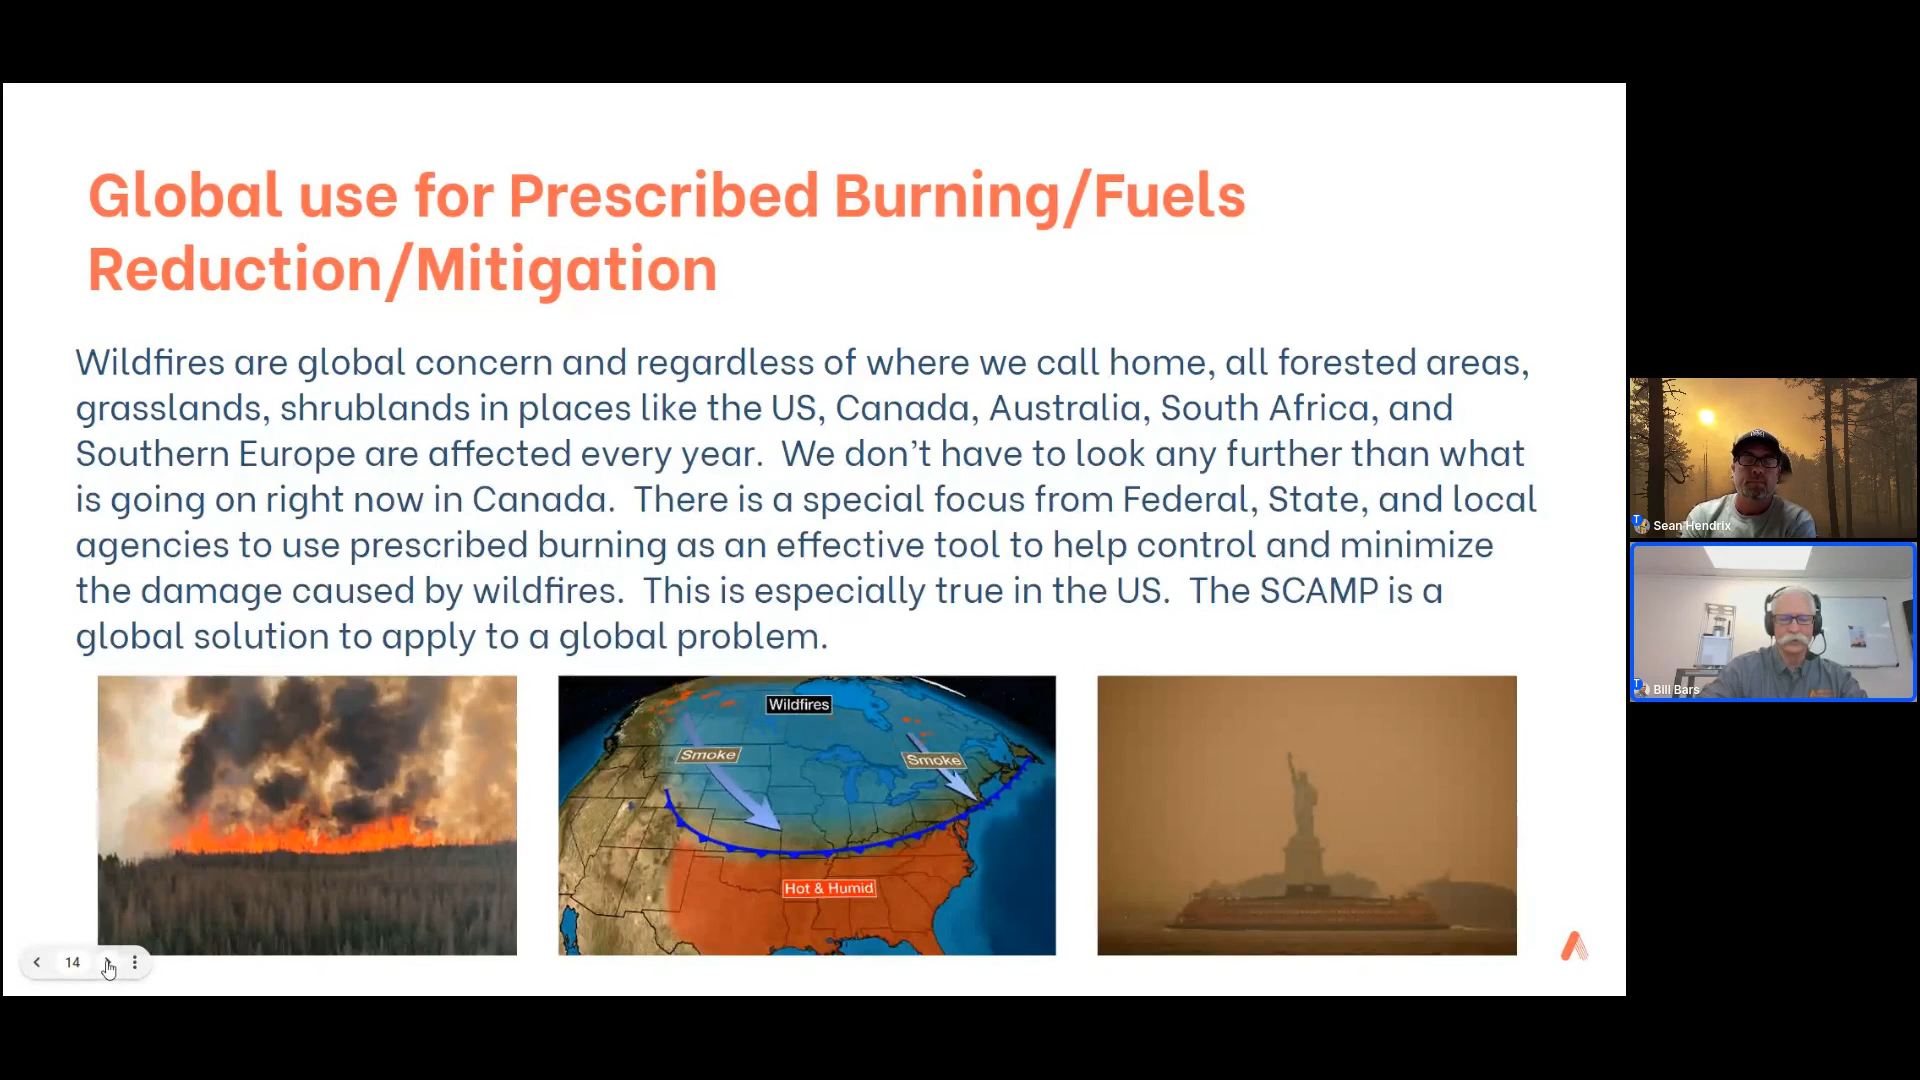 Global use for Prescribed Burning/Fuels
Reduction/Mitigation
Wildfires are global concern and regardless of where we call home, all forested areas,
grasslands, shrublands in places like the US, Canada, Australia, South Africa, and
Southern Europe are affected every year.  We don’t have to look any further than what
is going on right now in Canada.  There is a special focus from Federal, State, and local
agencies to use prescribed burning as an effective tool to help control and minimize
the damage caused by wildfires.  This is especially true in the US.  The SCAMP is a
global solution to apply to a global problem.
Wildfires
Smoke
Smoke
Hot & Humid
14
Sean Hendrix
Bill Bars